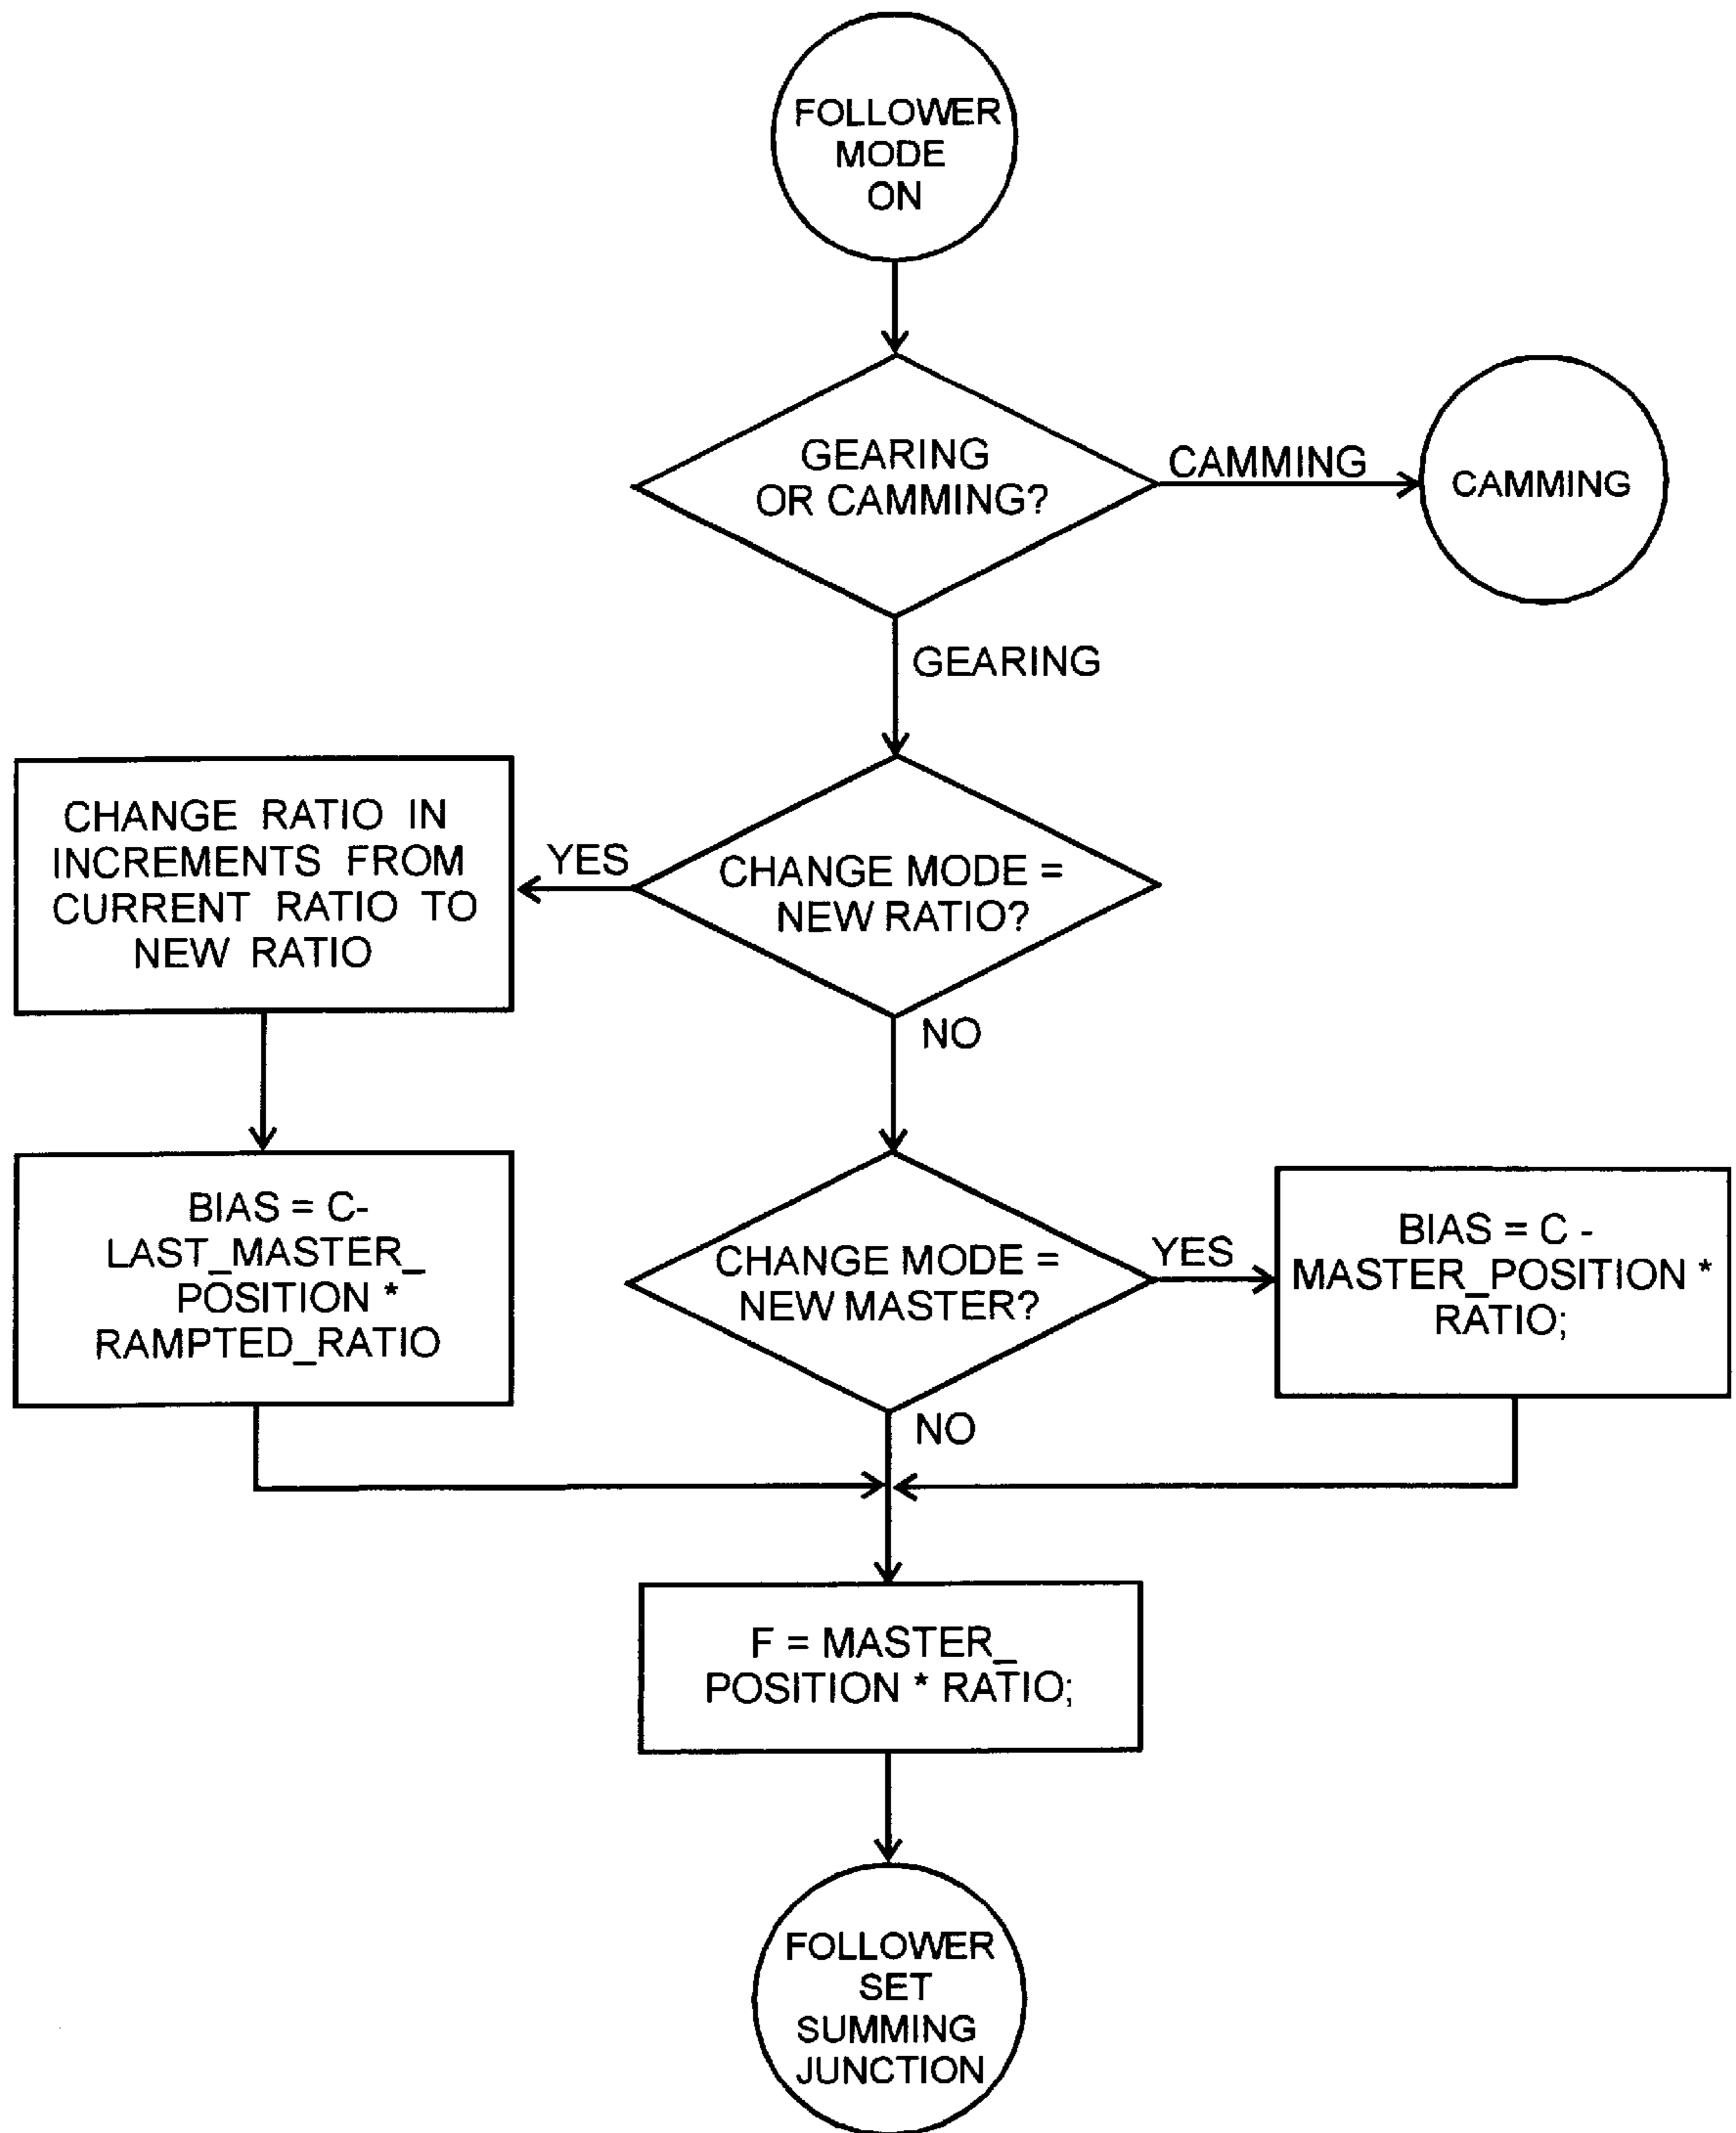 FOLLOWER
MODE
ON
GEARING
OR CAMMING?
CAMMING
CAMMING
GEARING
CHANGE RATIO IN
INCREMENTS FROM
CURRENT RATIO TO
NEW RATIO
YES
CHANGE MODE =
NEW RATIO?
NO
BIAS = C-
LAST_MASTER_
POSITION *
RAMPTED_RATIO
CHANGE MODE =
NEW MASTER?
YES
BIAS = C -
MASTER_POSITION *
RATIO;
NO
F = MASTER_
POSITION * RATIO;
FOLLOWER
SET
SUMMING
JUNCTION